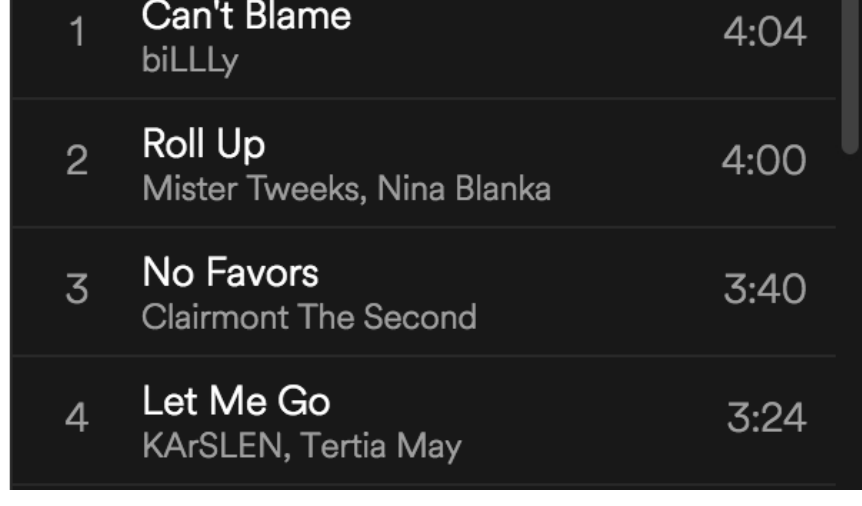 1
Can't Blame
biLLLy
4:04
2
Roll Up
Mister Tweeks, Nina Blanka
4:00
3
No Favors
Clairmont The Second
3:40
4
Let Me Go
KArSLEN, Tertia May
3:24